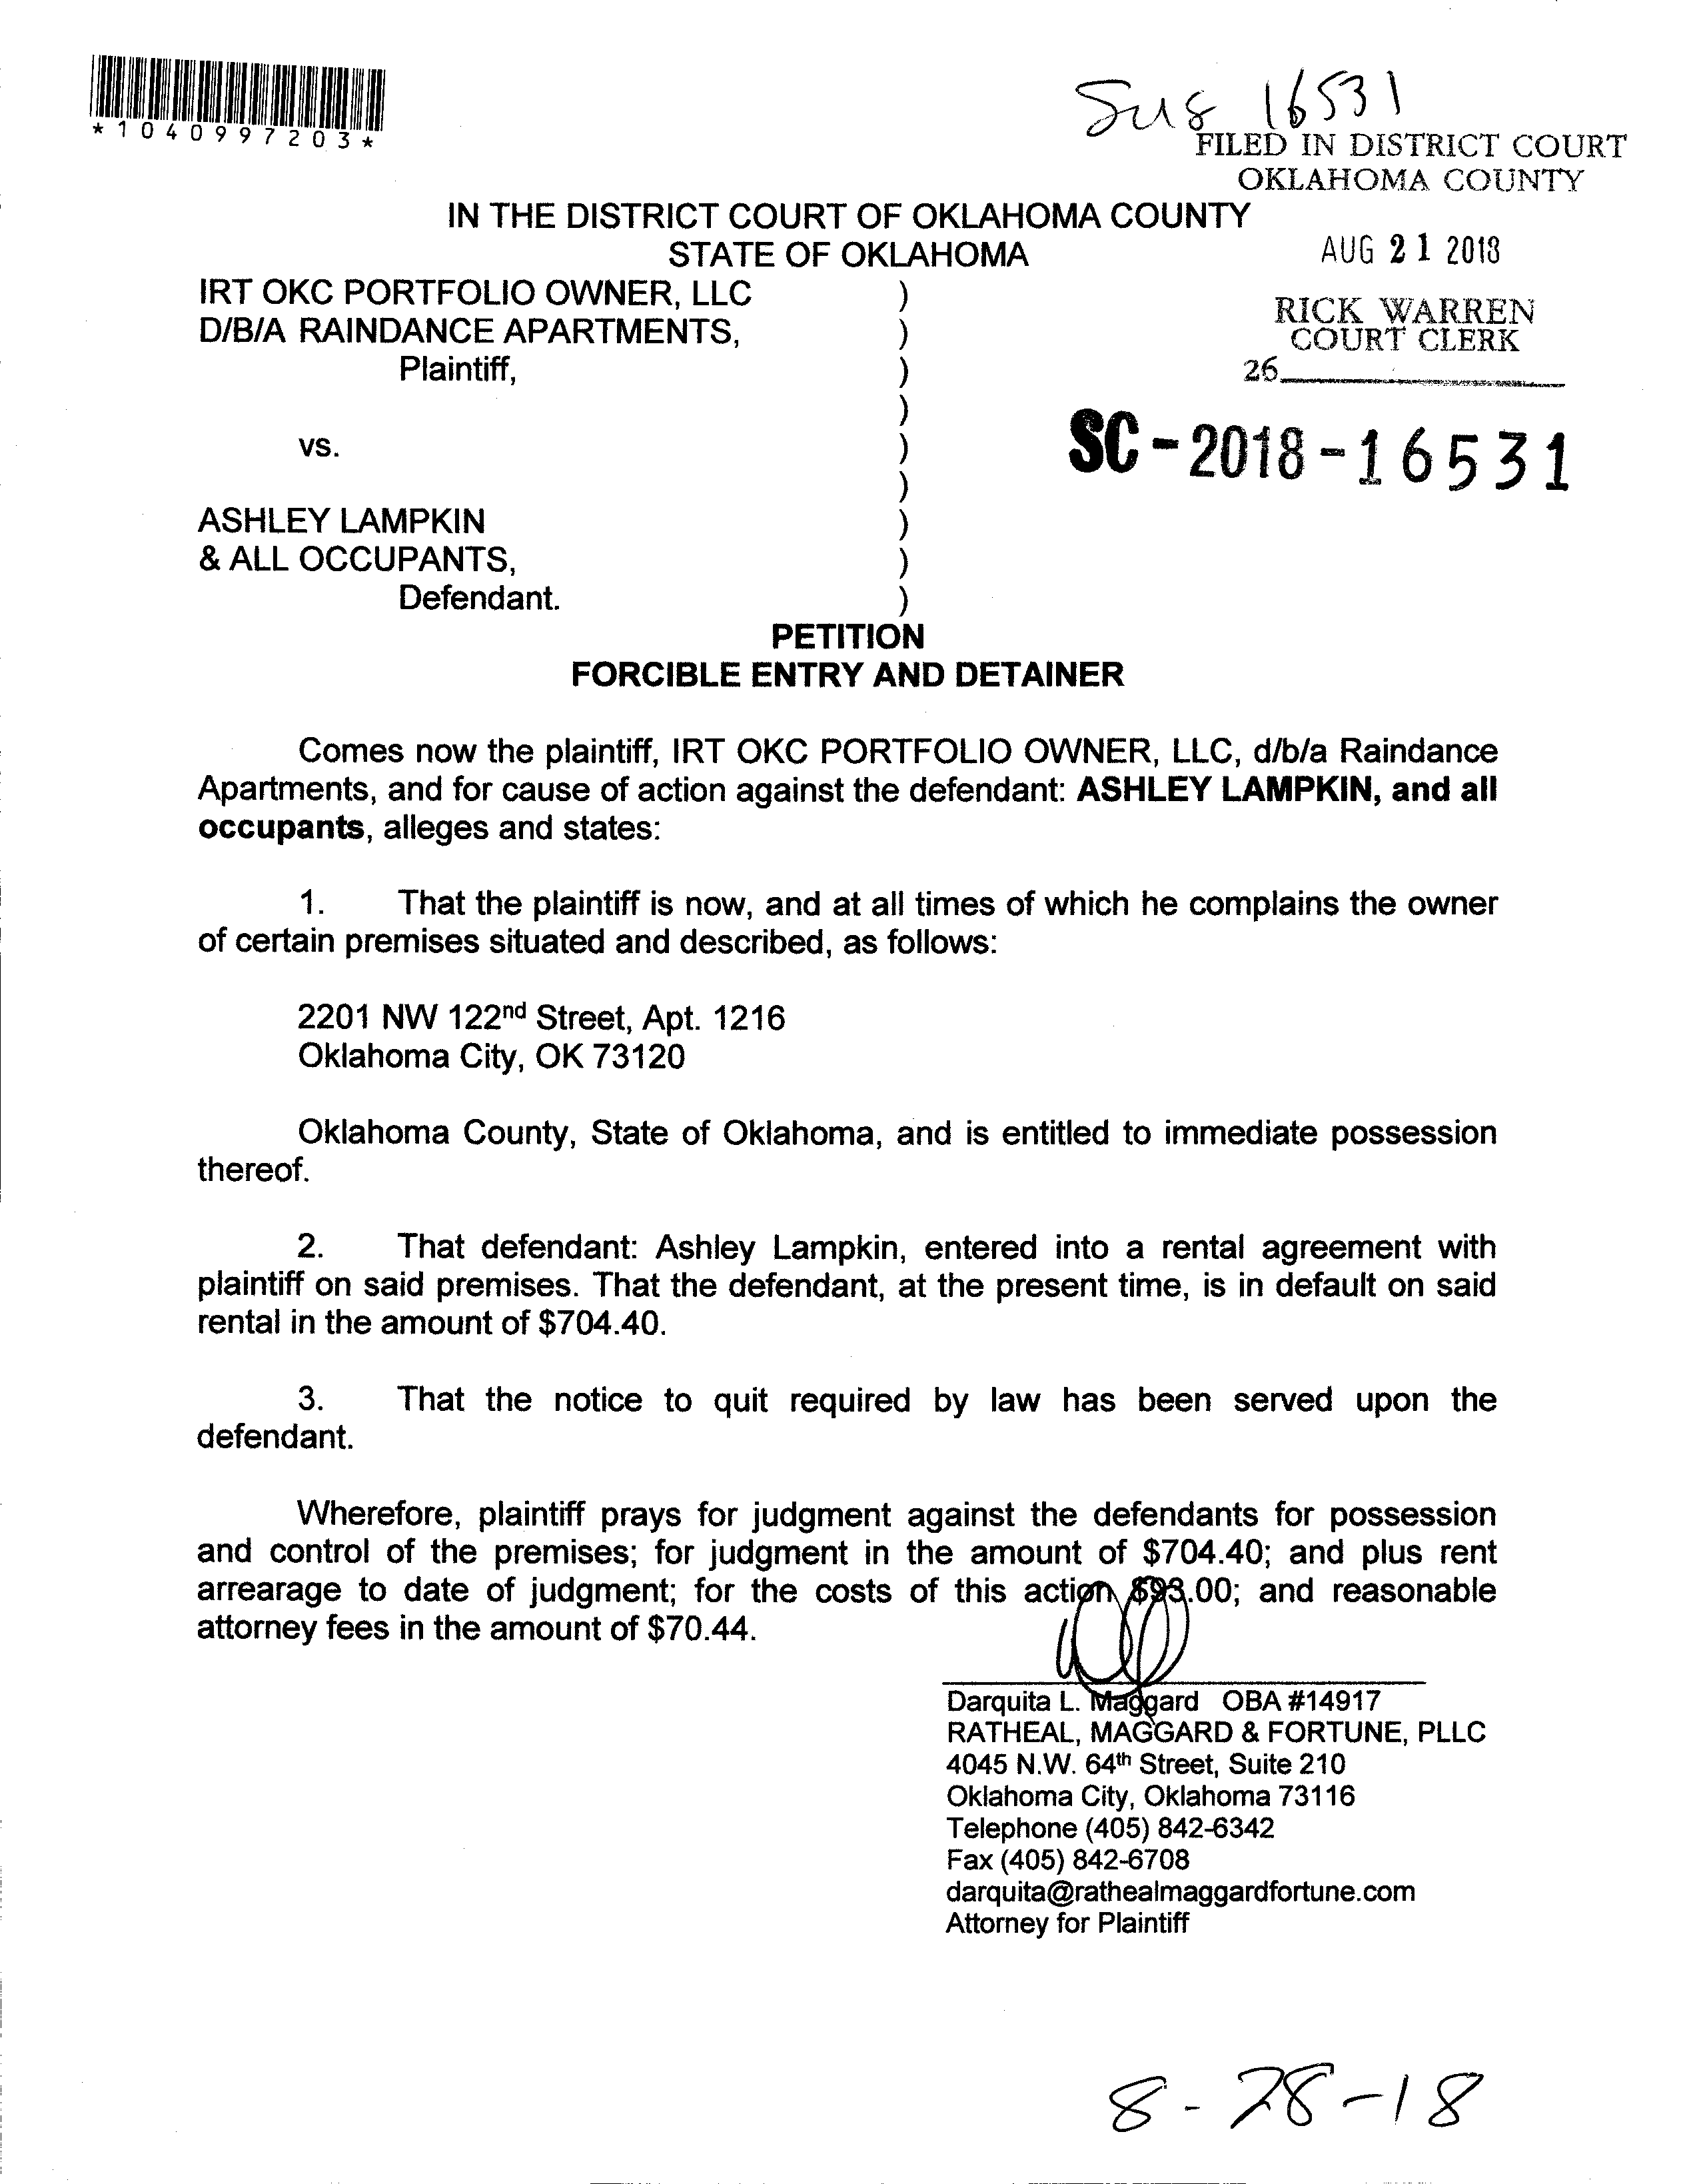 *1040997203*
16531
FILED IN DISTRICT COURT
OKLAHOMA COUNTY
IN THE DISTRICT COURT OF OKLAHOMA COUNTY
STATE OF OKLAHOMA
AUG 21 2018
IRT OKC PORTFOLIO OWNER, LLC )
D/B/A RAINDANCE APARTMENTS, )
Plaintiff, )
)
vs. )
)
ASHLEY LAMPKIN )
& ALL OCCUPANTS, )
Defendant. )
RICK WARREN
COURT CLERK
26
SC-2018-16531
PETITION
FORCIBLE ENTRY AND DETAINER
Comes now the plaintiff, IRT OKC PORTFOLIO OWNER, LLC, d/b/a Raindance
Apartments, and for cause of action against the defendant: ASHLEY LAMPKIN, and all
occupants, alleges and states:
1. That the plaintiff is now, and at all times of which he complains the owner
of certain premises situated and described, as follows:
2201 NW 122nd Street, Apt. 1216
Oklahoma City, OK 73120
Oklahoma County, State of Oklahoma, and is entitled to immediate possession
thereof.
2. That defendant: Ashley Lampkin, entered into a rental agreement with
plaintiff on said premises. That the defendant, at the present time, is in default on said
rental in the amount of $704.40.
3. That the notice to quit required by law has been served upon the
defendant.
Wherefore, plaintiff prays for judgment against the defendants for possession
and control of the premises; for judgment in the amount of $704.40; and plus rent
arrearage to date of judgment; for the costs of this action $93.00; and reasonable
attorney fees in the amount of $70.44.
Darquita L. Maggard OBA #14917
RATHEAL, MAGGARD & FORTUNE, PLLC
4045 N.W. 64th Street, Suite 210
Oklahoma City, Oklahoma 73116
Telephone (405) 842-6342
Fax (405) 842-6708
darquita@rathealmaggardfortune.com
Attorney for Plaintiff
8-28-18